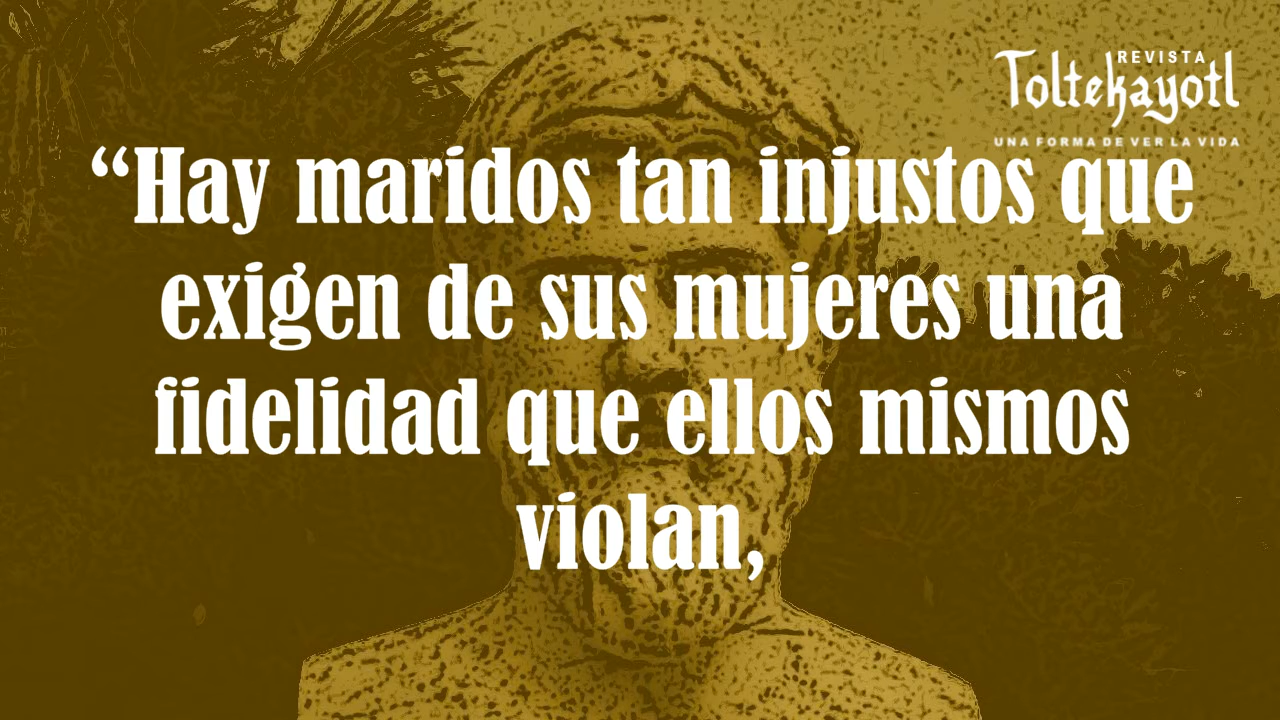 REVISTA
Toltekayotl
UNA FORMA DE VER LA VIDA
“Hay maridos tan injustos que
exigen de sus mujeres una
fidelidad que ellos mismos
violan,